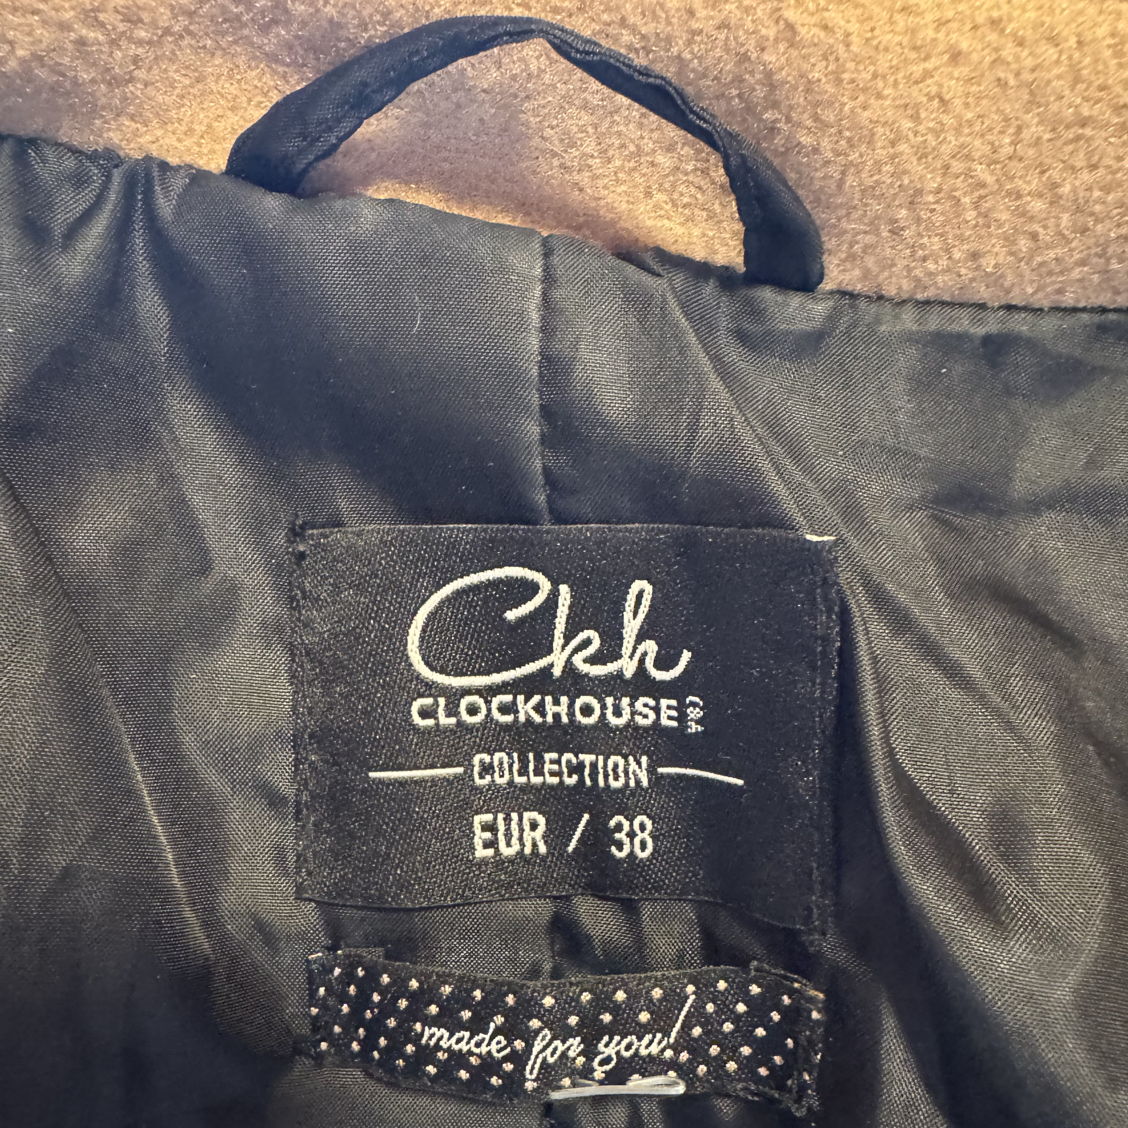 Ckh
CLOCKHOUSE C&A
COLLECTION
EUR / 38
made for you!